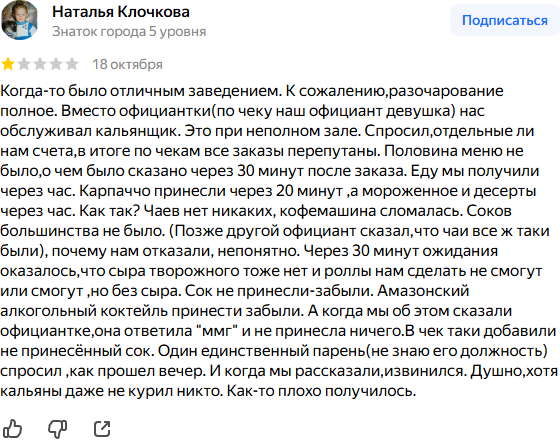 Наталья Клочкова
Подписаться
Знаток города 5 уровня
18 октября
Когда-то было отличным заведением. К сожалению,разочарование
полное. Вместо официантки(по чеку наш официант девушка) нас
обслуживал кальянщик. Это при неполном зале. Спросил,отдельные ли
нам счета,в итоге по чекам все заказы перепутаны. Половина меню не
было,о чем было сказано через 30 минут после заказа. Еду мы получили
через час. Карпаччо принесли через 20 минут ,а мороженное и десерты
через час. Как так? Чаев нет никаких, кофемашина сломалась. Соков
большинства не было. (Позже другой официант сказал,что чаи все ж таки
были), почему нам отказали, непонятно. Через 30 минут ожидания
оказалось,что сыра творожного тоже нет и роллы нам сделать не смогут
или смогут ,но без сыра. Сок не принесли-забыли. Амазонский
алкогольный коктейль принести забыли. А когда мы об этом сказали
официантке,она ответила "ммг" и не принесла ничего.В чек таки добавили
не принесённый сок. Один единственный парень(не знаю его должность)
спросил ,как прошел вечер. И когда мы рассказали,извинился. Душно,хотя
кальяны даже не курил никто. Как-то плохо получилось.